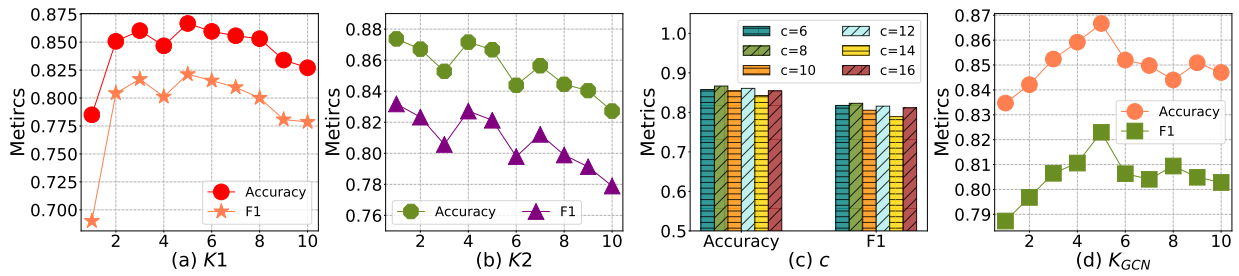 Metircs
0.875
0.850
0.825
0.800
0.775
0.750
0.725
0.700
Accuracy
F1
2 4 6 8 10
(a) K1
Metircs
0.88
0.86
0.84
0.82
0.80
0.78
0.76
Accuracy F1
2 4 6 8 10
(b) K2
Metrics
1.0
0.9
0.8
0.7
0.6
0.5
c=6 c=12
c=8 c=14
c=10 c=16
Accuracy F1
(c) c
Metircs
0.87
0.86
0.85
0.84
0.83
0.82
0.81
0.80
0.79
Accuracy
F1
2 4 6 8 10
(d) K_GCN